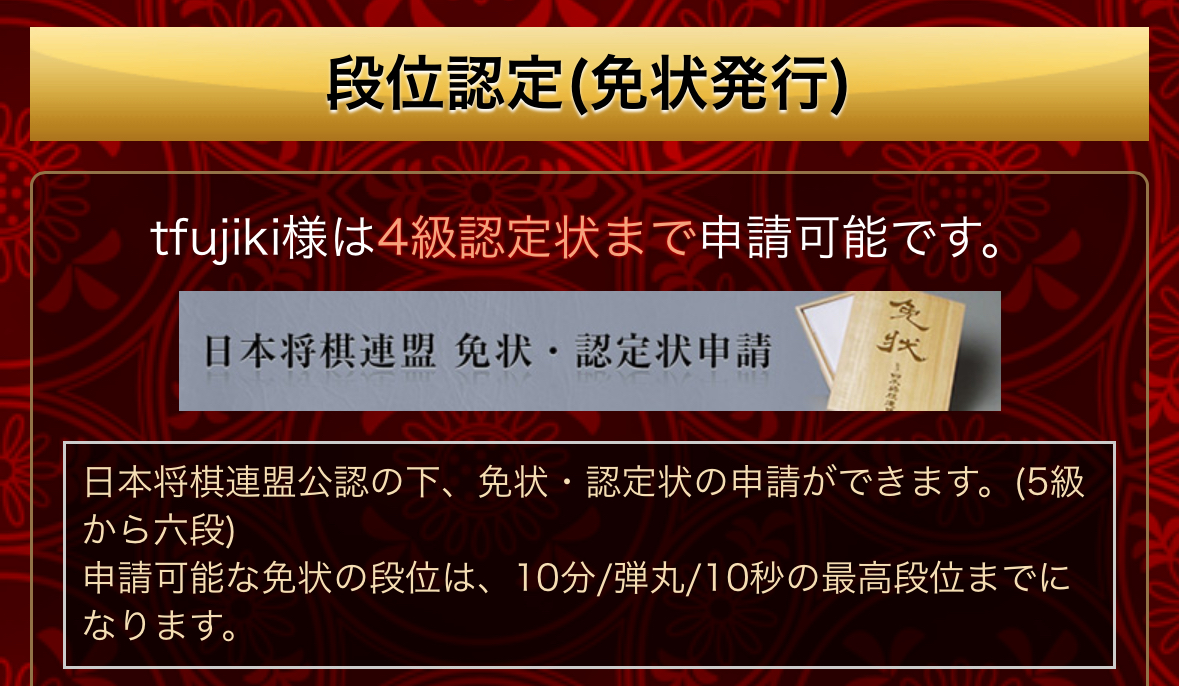 段位認定(免状発行)
tfujiki様は4級認定状まで申請可能です。
日本将棋連盟 免状・認定状申請
免状
日本将棋連盟公認の下、免状・認定状の申請ができます。(5級
から六段)
申請可能な免状の段位は、10分/弾丸/10秒の最高段位までに
なります。